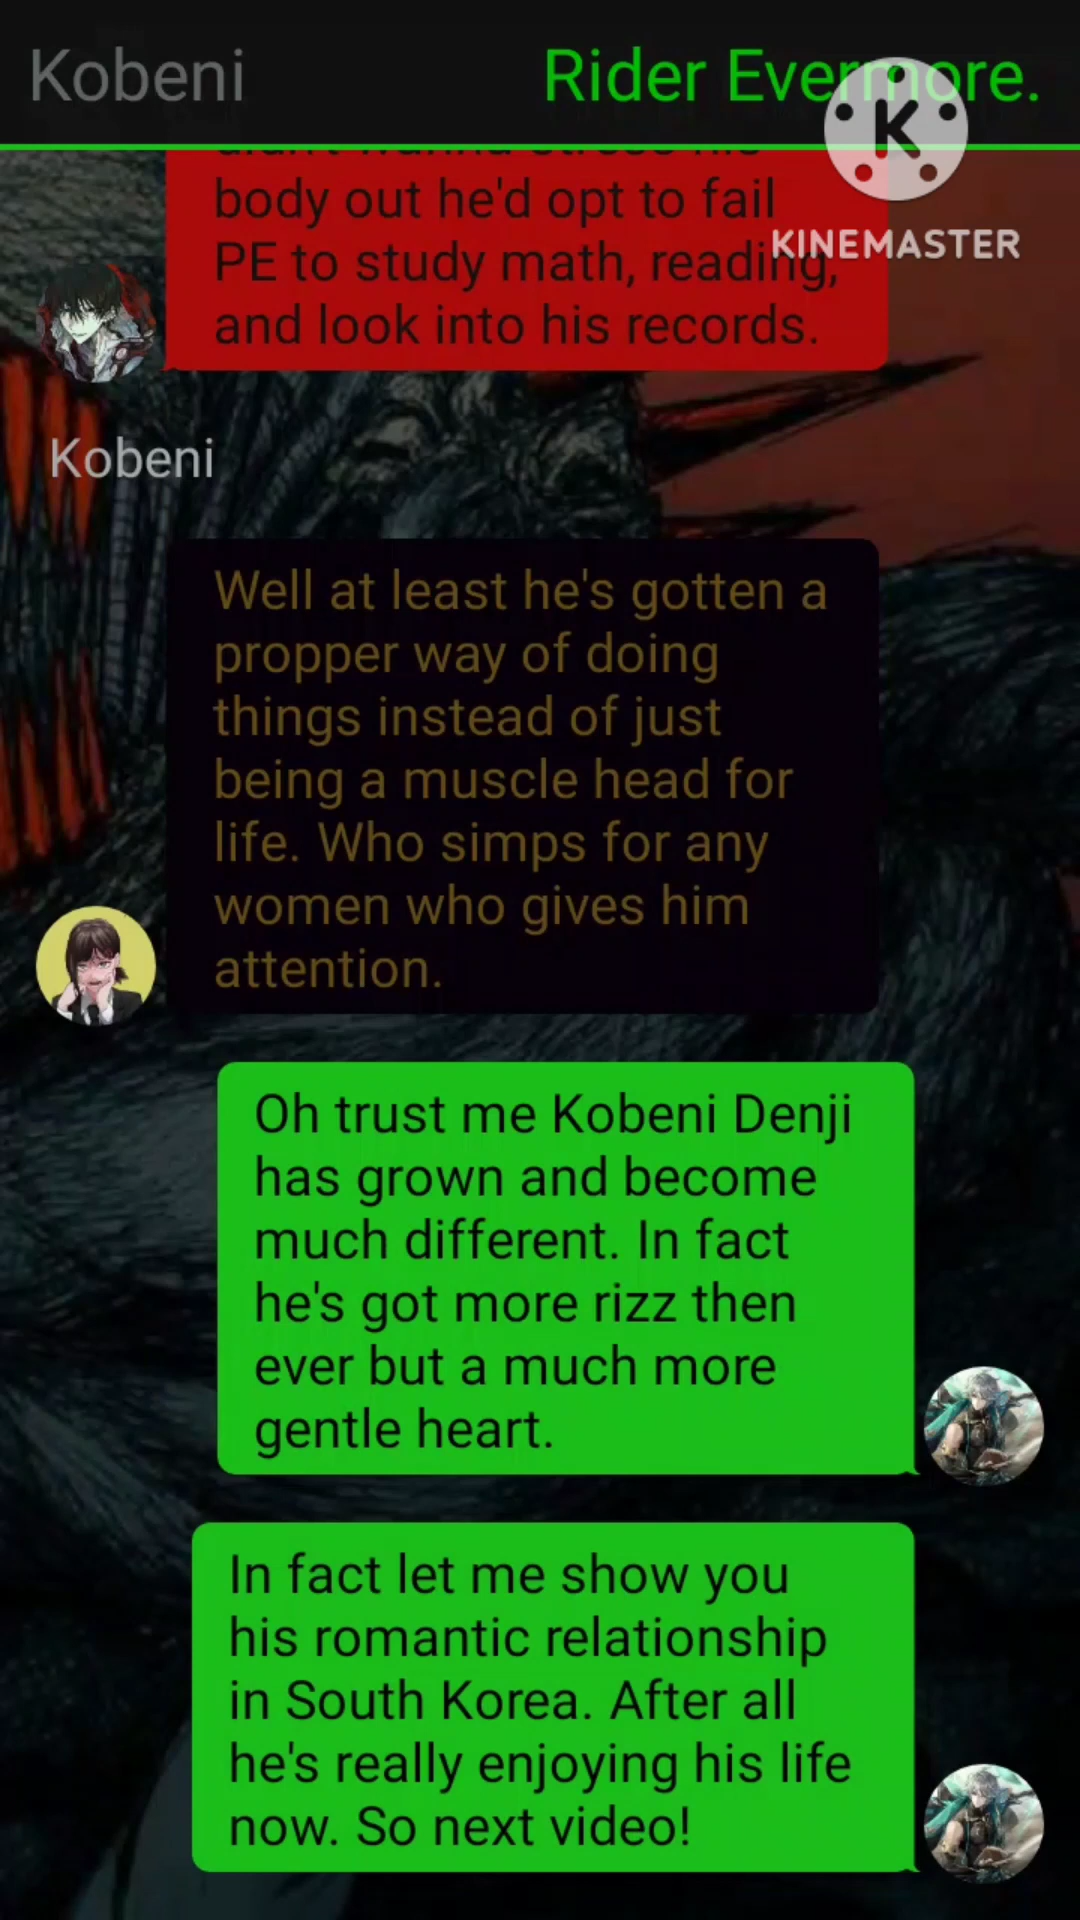 Kobeni
Rider Evermore.
KINEMASTER
didn't wanna stress his
body out he'd opt to fail
PE to study math, reading,
and look into his records.
Kobeni
Well at least he's gotten a
propper way of doing
things instead of just
being a muscle head for
life. Who simps for any
women who gives him
attention.
Oh trust me Kobeni Denji
has grown and become
much different. In fact
he's got more rizz then
ever but a much more
gentle heart.
In fact let me show you
his romantic relationship
in South Korea. After all
he's really enjoying his life
now. So next video!